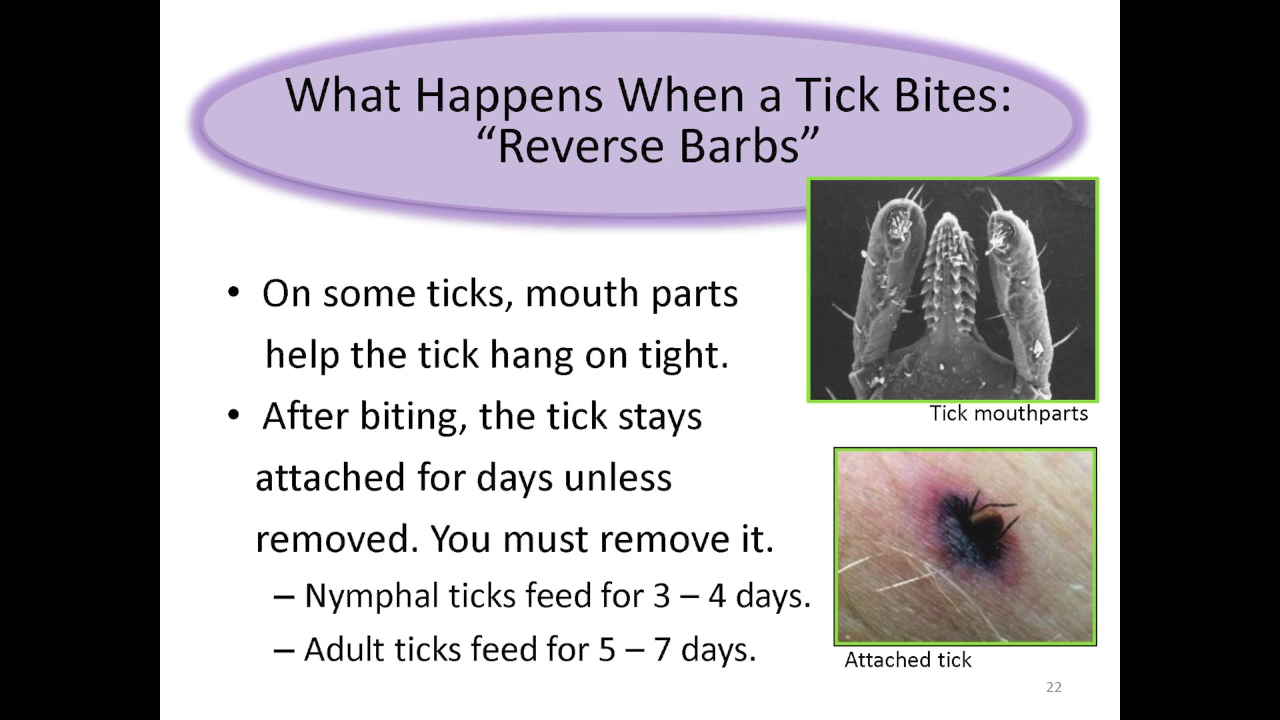 What Happens When a Tick Bites:
“Reverse Barbs”
• On some ticks, mouth parts
help the tick hang on tight.
• After biting, the tick stays
attached for days unless
removed. You must remove it.
– Nymphal ticks feed for 3 – 4 days.
– Adult ticks feed for 5 – 7 days.
Tick mouthparts
Attached tick
22